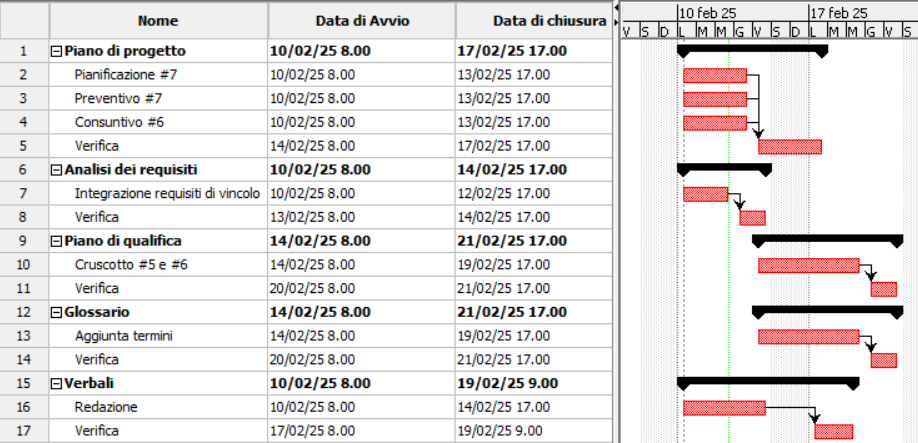 Nome Data di Avvio Data di chiusura 10 feb 25 17 feb 25
V S D L M M G V S D L M M G V S
1 Piano di progetto 10/02/25 8.00 17/02/25 17.00
2 Pianificazione #7 10/02/25 8.00 13/02/25 17.00
3 Preventivo #7 10/02/25 8.00 13/02/25 17.00
4 Consuntivo #6 10/02/25 8.00 13/02/25 17.00
5 Verifica 14/02/25 8.00 17/02/25 17.00
6 Analisi dei requisiti 10/02/25 8.00 14/02/25 17.00
7 Integrazione requisiti di vincolo 10/02/25 8.00 12/02/25 17.00
8 Verifica 13/02/25 8.00 14/02/25 17.00
9 Piano di qualifica 14/02/25 8.00 21/02/25 17.00
10 Cruscotto #5 e #6 14/02/25 8.00 19/02/25 17.00
11 Verifica 20/02/25 8.00 21/02/25 17.00
12 Glossario 14/02/25 8.00 21/02/25 17.00
13 Aggiunta termini 14/02/25 8.00 19/02/25 17.00
14 Verifica 20/02/25 8.00 21/02/25 17.00
15 Verbali 10/02/25 8.00 19/02/25 9.00
16 Redazione 10/02/25 8.00 14/02/25 17.00
17 Verifica 17/02/25 8.00 19/02/25 9.00